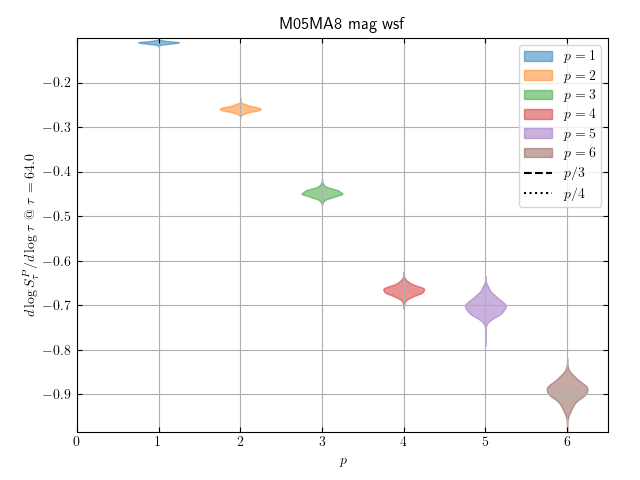 M05MA8 mag wsf
d log S_τ^P / d log τ @ τ = 64.0
−0.2
−0.3
−0.4
−0.5
−0.6
−0.7
−0.8
−0.9
0 1 2 3 4 5 6
p
p = 1
p = 2
p = 3
p = 4
p = 5
p = 6
p/3
p/4